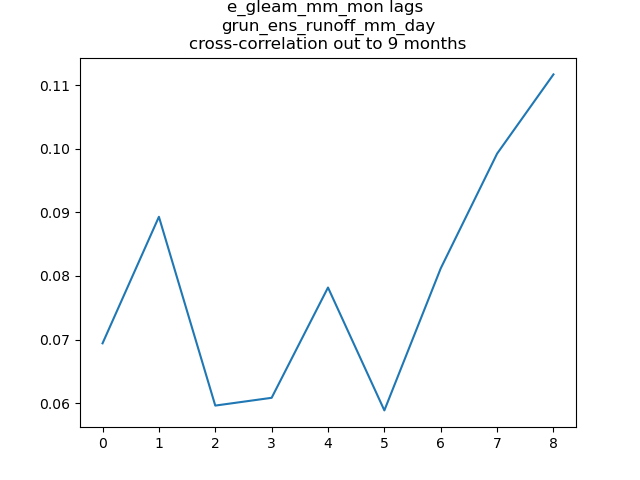 e_gleam_mm_mon lags
grun_ens_runoff_mm_day
cross-correlation out to 9 months
0.11
0.10
0.09
0.08
0.07
0.06
0 1 2 3 4 5 6 7 8